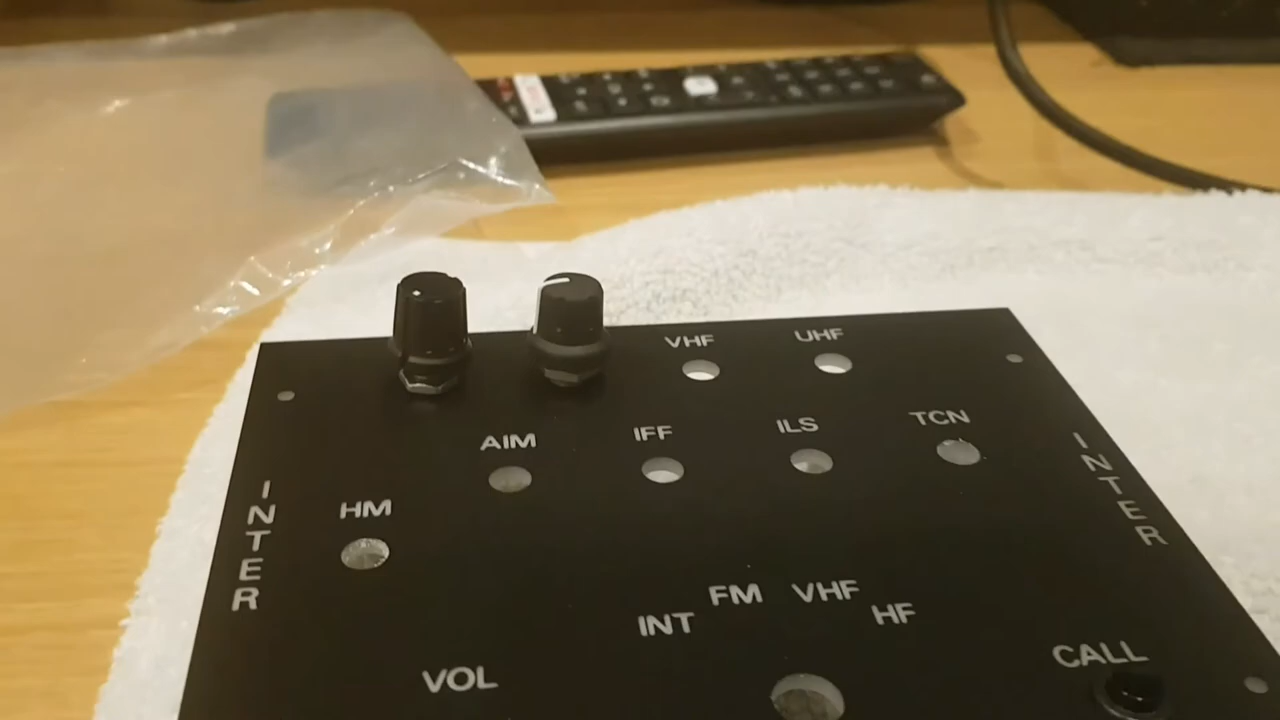 VHF UHF
AIM IFF ILS TCN
HM
INTER
INTER
FM VHF
INT HF
VOL
CALL